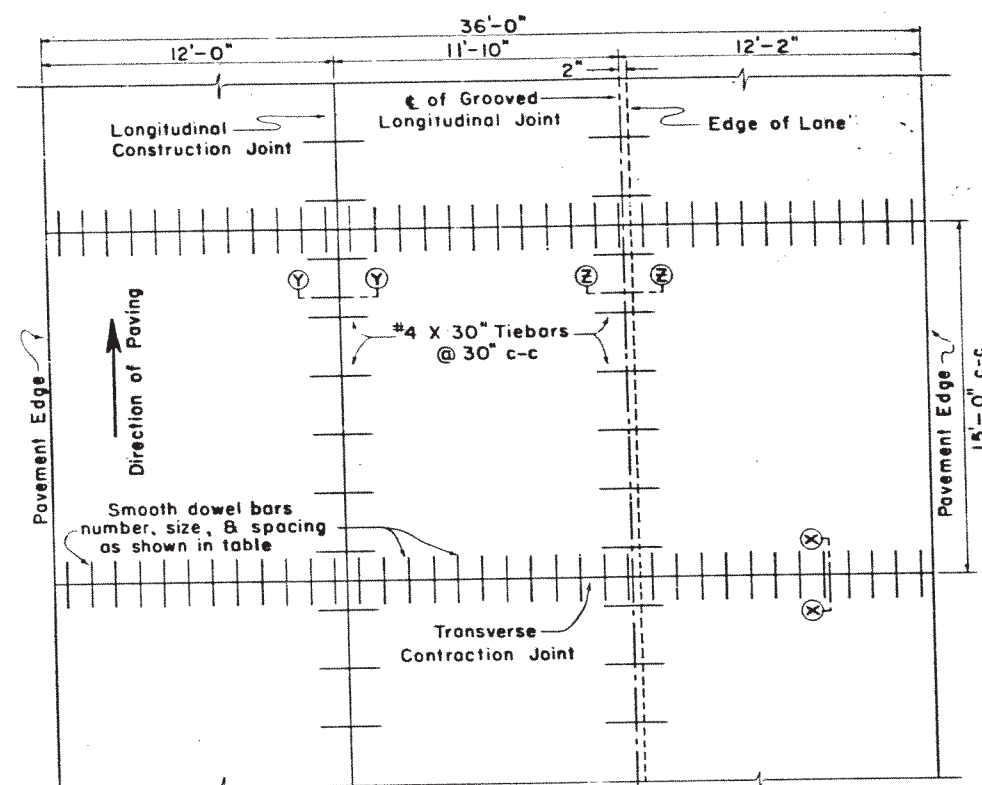 36'-0"
12'-0"
11'-10"
12'-2"
2"
℄ of Grooved
Longitudinal Joint
Longitudinal
Construction Joint
Edge of Lane
Y
Y
Z
Z
#4 X 30" Tiebars
@ 30" c-c
Direction of Paving
Pavement Edge
Pavement Edge
15'-0" c-c
Smooth dowel bars
number, size, & spacing
as shown in table
X
X
Transverse
Contraction Joint